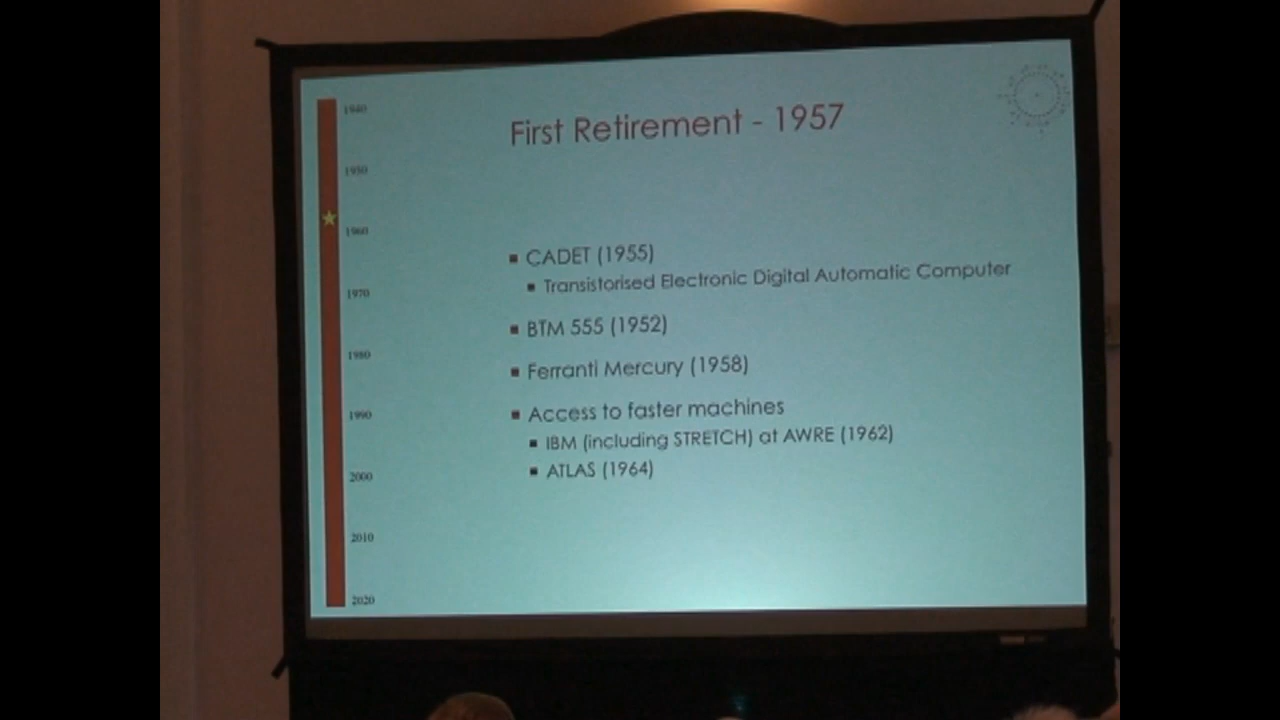 First Retirement - 1957
1940
1950
1960
1970
1980
1990
2000
2010
2020
CADET (1955)
Transistorised Electronic Digital Automatic Computer
BTM 555 (1952)
Ferranti Mercury (1958)
Access to faster machines
IBM (including STRETCH) at AWRE (1962)
ATLAS (1964)